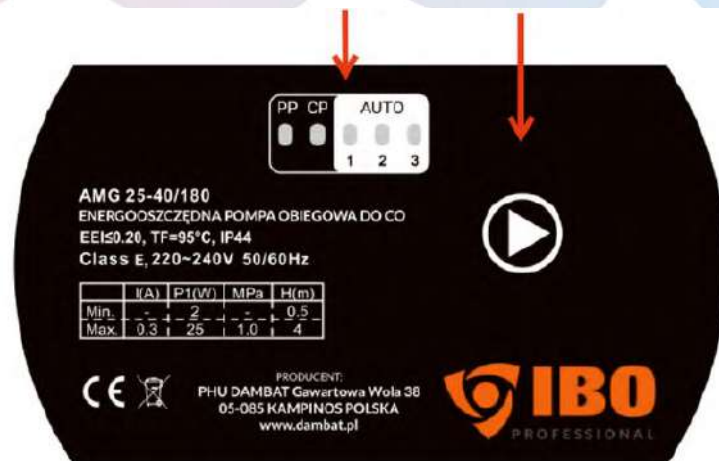 PP CP AUTO
1 2 3
AMG 25-40/180
ENERGOOSZCZĘDNA POMPA OBIEGOWA DO CO
EEI≤0.20, TF=95°C, IP44
Class E, 220~240V 50/60Hz
I(A) P1(W) MPa H(m)
Min. - 2 - 0.5
Max. 0.3 25 1.0 4
CE
PRODUCENT:
PHU DAMBAT Gawartowa Wola 38
05-085 KAMPINOS POLSKA
www.dambat.pl
IBO
PROFESSIONAL